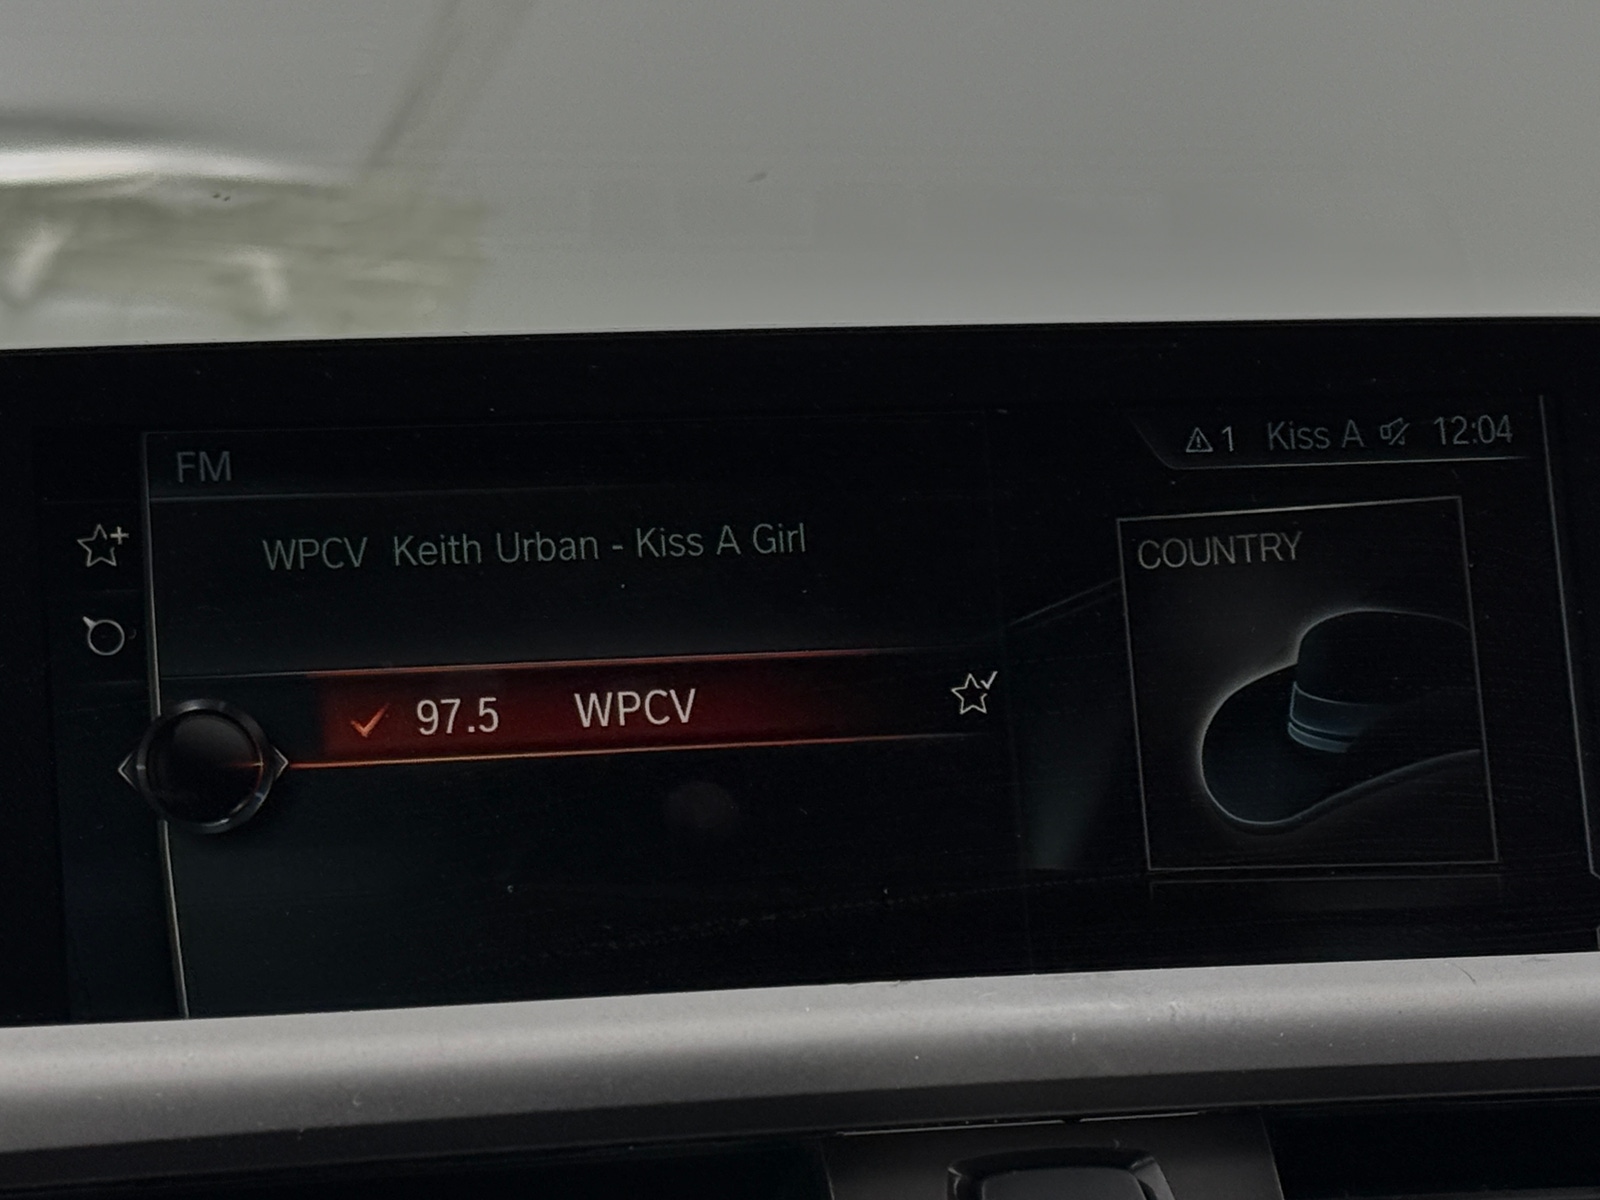 FM
1 Kiss A 12:04
WPCV Keith Urban - Kiss A Girl
COUNTRY
97.5 WPCV